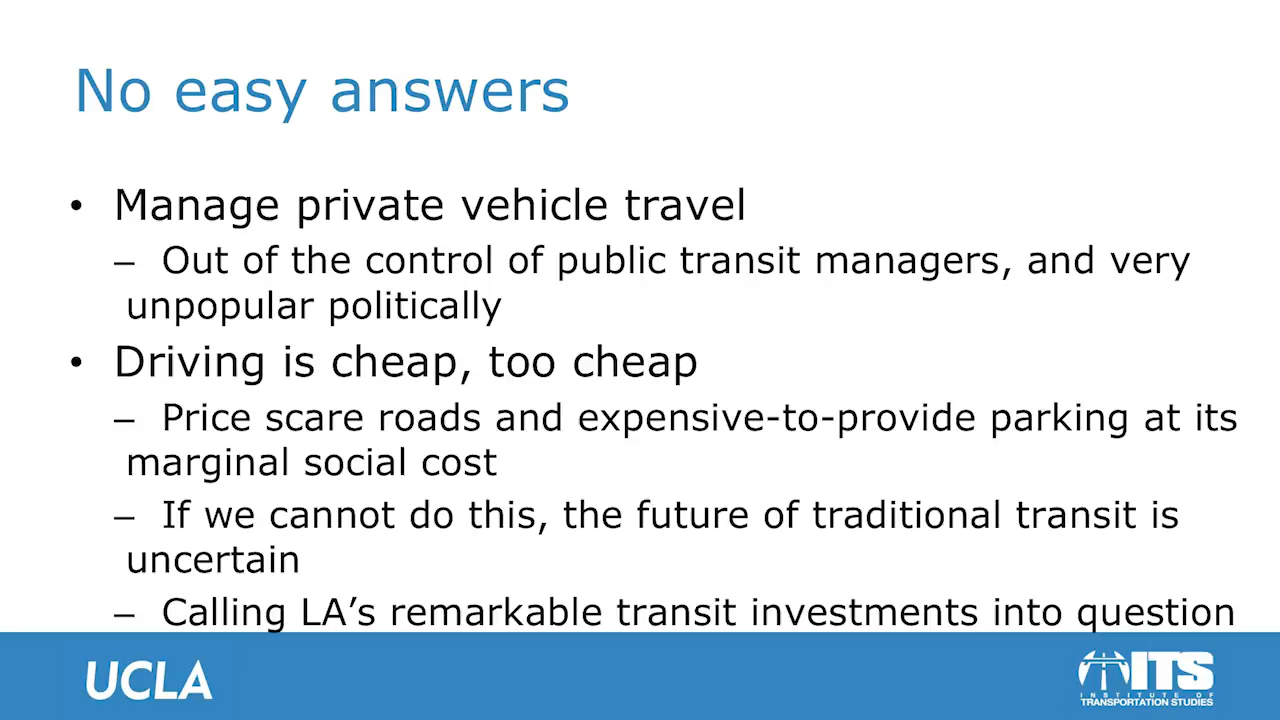 No easy answers
• Manage private vehicle travel
– Out of the control of public transit managers, and very
unpopular politically
• Driving is cheap, too cheap
– Price scare roads and expensive-to-provide parking at its
marginal social cost
– If we cannot do this, the future of traditional transit is
uncertain
– Calling LA’s remarkable transit investments into question
UCLA
ITS
INSTITUTE OF
TRANSPORTATION STUDIES